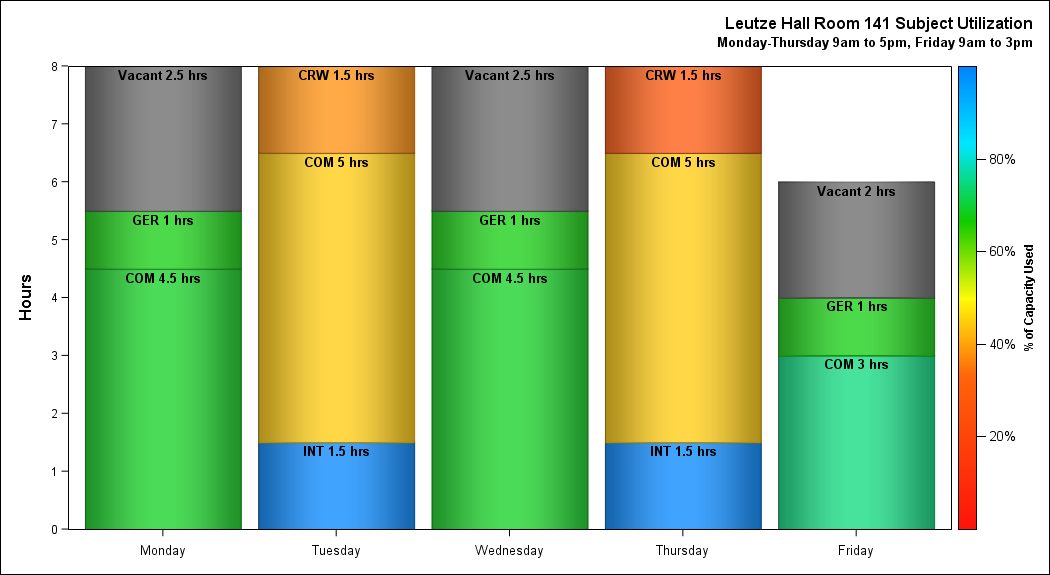 Leutze Hall Room 141 Subject Utilization
Monday-Thursday 9am to 5pm, Friday 9am to 3pm
8
Vacant 2.5 hrs
CRW 1.5 hrs
Vacant 2.5 hrs
CRW 1.5 hrs
7
80%
COM 5 hrs
COM 5 hrs
6
Vacant 2 hrs
GER 1 hrs
GER 1 hrs
5
60%
COM 4.5 hrs
COM 4.5 hrs
Hours
% of Capacity Used
4
GER 1 hrs
40%
3
COM 3 hrs
2
20%
INT 1.5 hrs
INT 1.5 hrs
1
0
Monday
Tuesday
Wednesday
Thursday
Friday